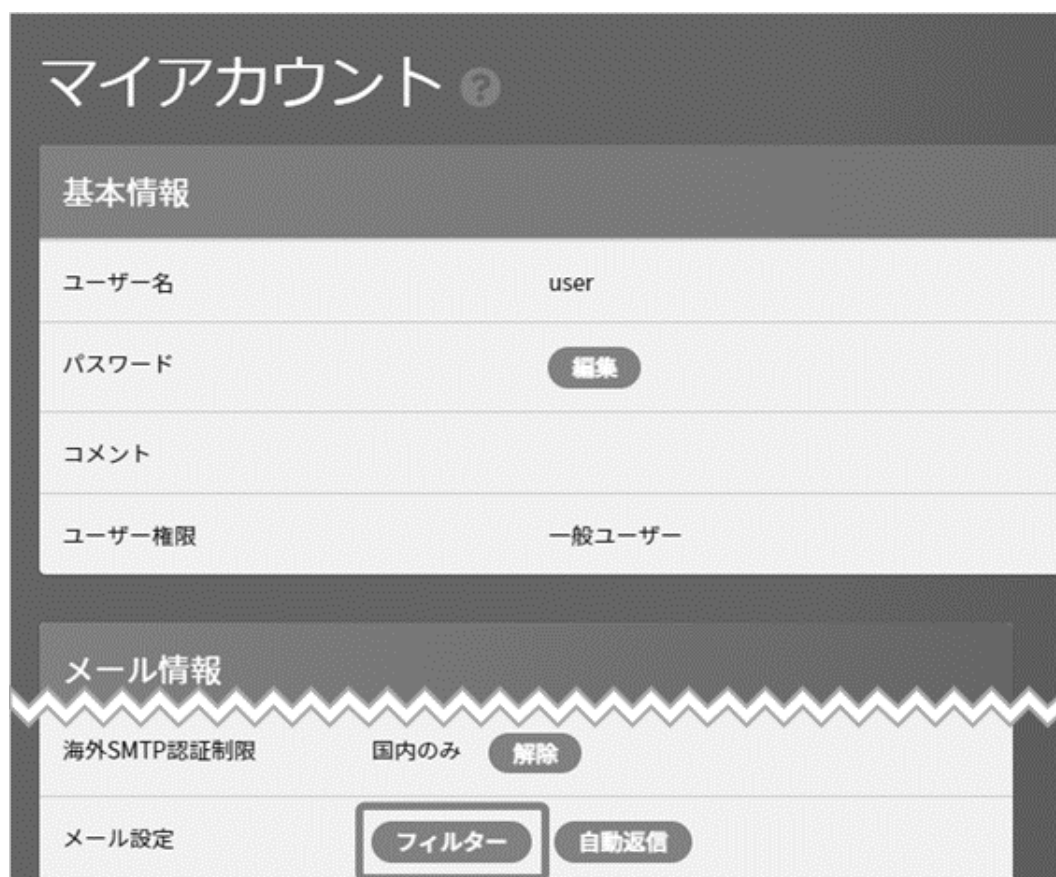 マイアカウント ?
基本情報
ユーザー名 user
パスワード 編集
コメント
ユーザー権限 一般ユーザー
メール情報
海外SMTP認証制限 国内のみ 解除
メール設定 フィルター 自動返信